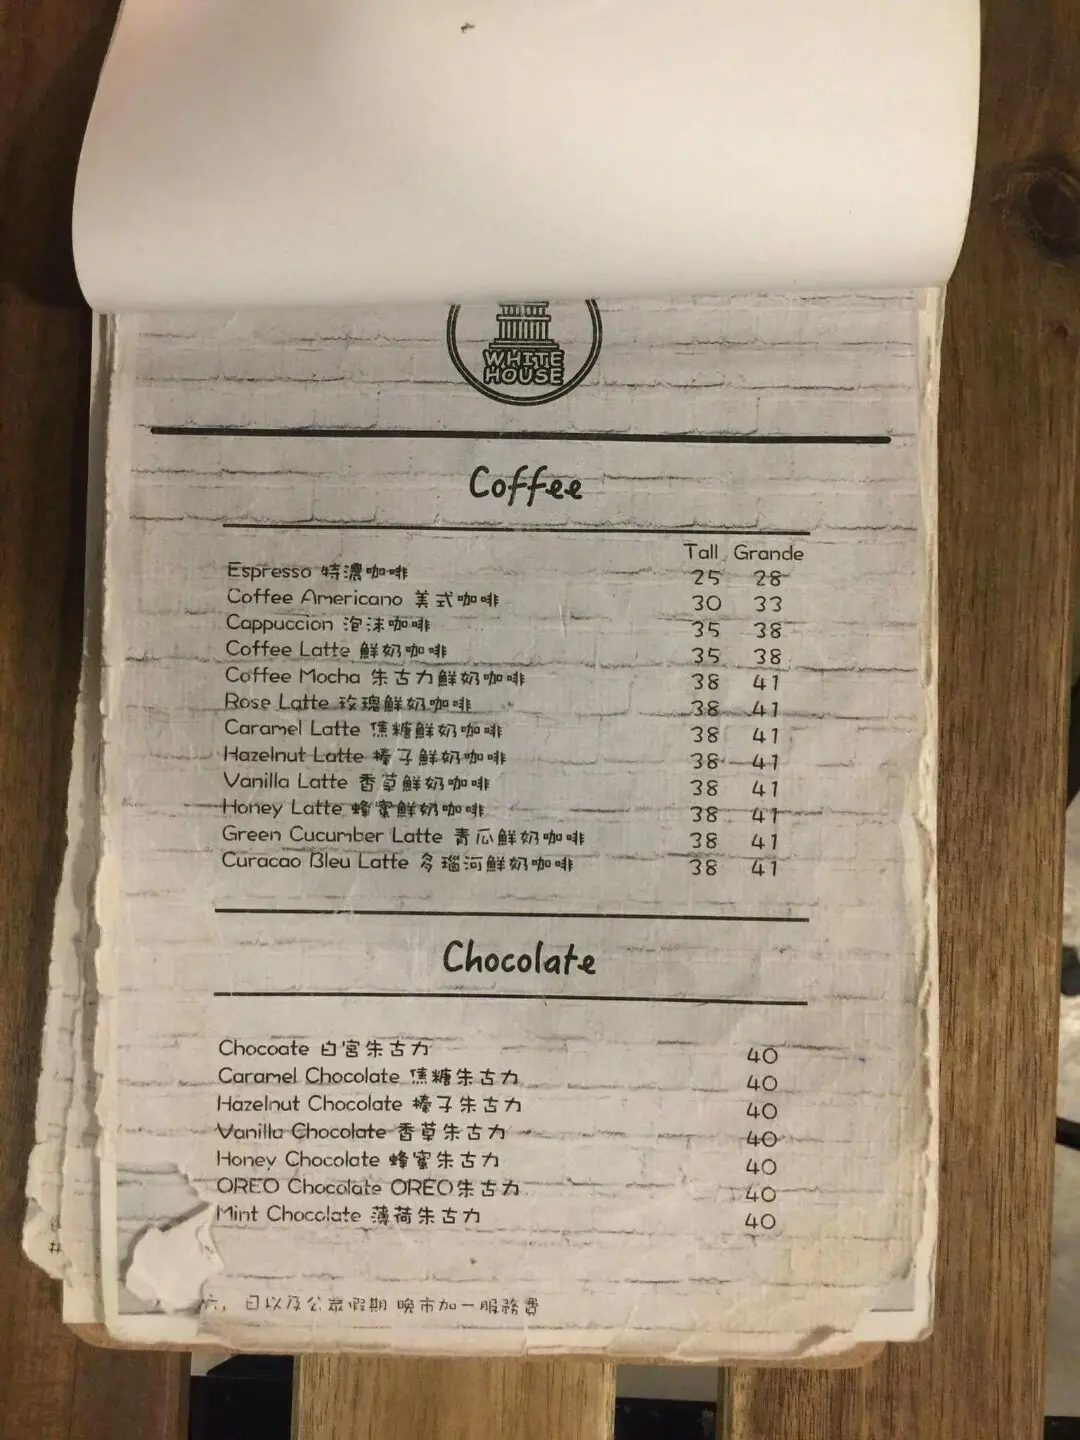 WHITE
HOUSE
Coffee
Tall Grande
Espresso 特濃咖啡 25 28
Coffee Americano 美式咖啡 30 33
Cappuccion 泡沫咖啡 35 38
Coffee Latte 鮮奶咖啡 35 38
Coffee Mocha 朱古力鮮奶咖啡 38 41
Rose Latte 玫瑰鮮奶咖啡 38 41
Caramel Latte 焦糖鮮奶咖啡 38 41
Hazelnut Latte 榛子鮮奶咖啡 38 41
Vanilla Latte 香草鮮奶咖啡 38 41
Honey Latte 蜂蜜鮮奶咖啡 38 41
Green Cucumber Latte 青瓜鮮奶咖啡 38 41
Curacao Bleu Latte 多瑙河鮮奶咖啡 38 41
Chocolate
Chocoate 白宮朱古力 40
Caramel Chocolate 焦糖朱古力 40
Hazelnut Chocolate 榛子朱古力 40
Vanilla Chocolate 香草朱古力 40
Honey Chocolate 蜂蜜朱古力 40
OREO Chocolate OREO朱古力 40
Mint Chocolate 薄荷朱古力 40
六, 日以及公眾假期 晚市加一服務費
#